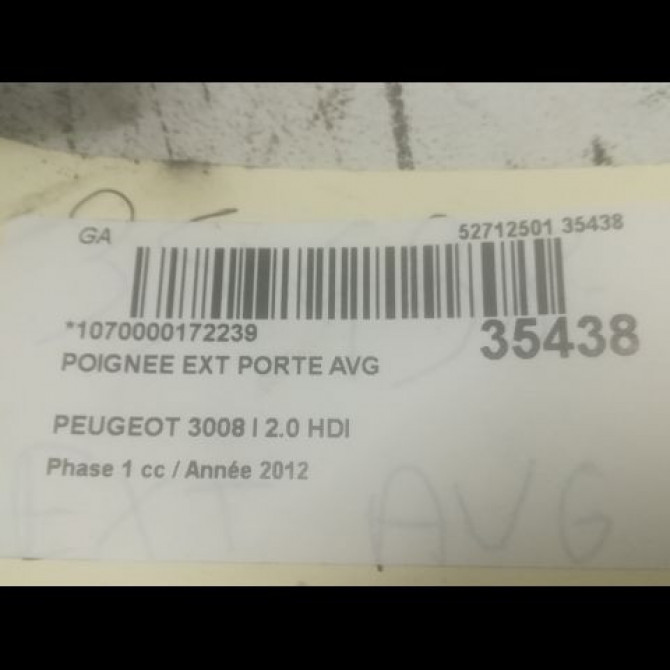 GA
52712501 35438
*1070000172239
35438
POIGNEE EXT PORTE AVG
PEUGEOT 3008 I 2.0 HDI
Phase 1 cc / Année 2012
EXT AVG